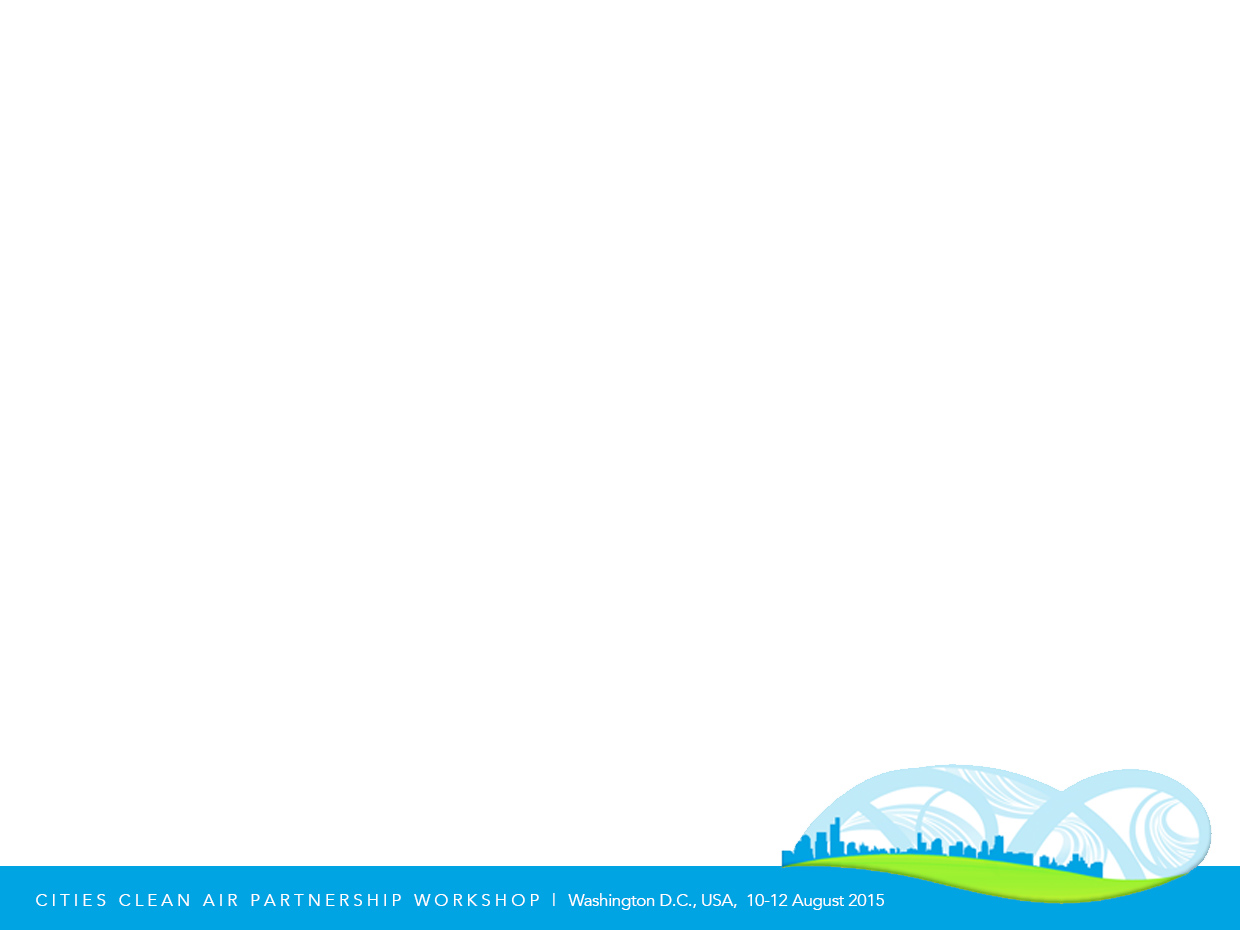 CITIES CLEAN AIR PARTNERSHIP WORKSHOP | Washington D.C., USA, 10-12 August 2015